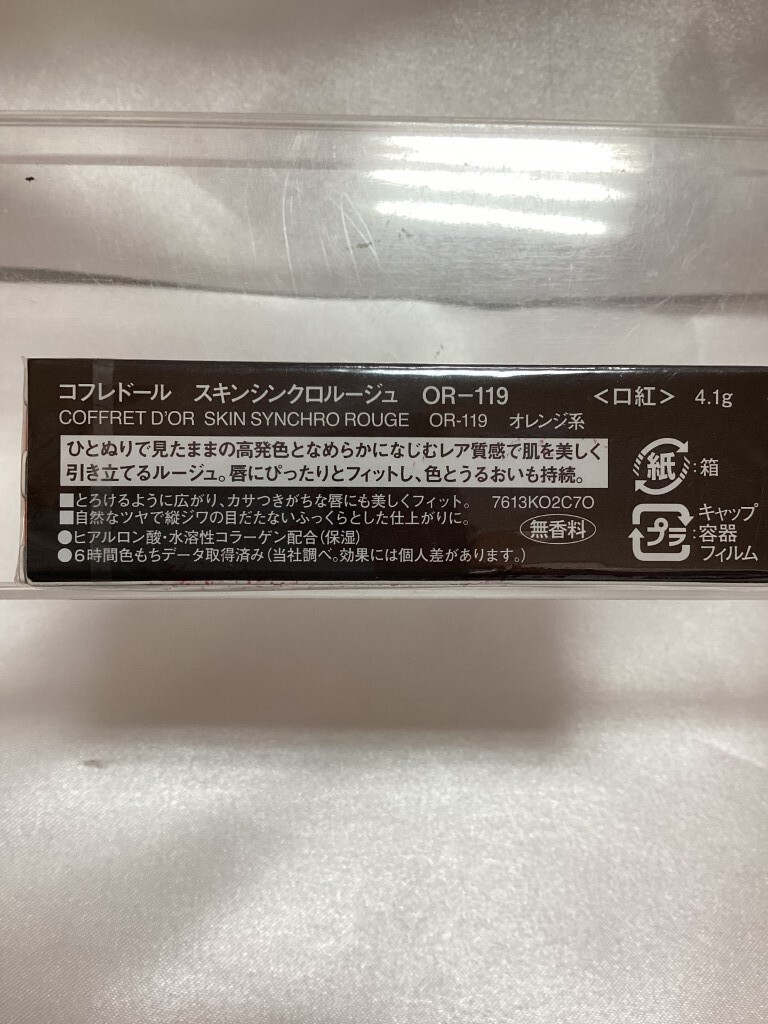 コフレドール スキンシンクロルージュ OR-119 <口紅> 4.1g
COFFRET D'OR SKIN SYNCHRO ROUGE OR-119 オレンジ系
ひとぬりで見たままの高発色となめらかになじむレア質感で肌を美しく
引き立てるルージュ。唇にぴったりとフィットし、色とうるおいも持続。
■とろけるように広がり、カサつきがちな唇にも美しくフィット。 7613KO2C7O
■自然なツヤで縦ジワの目だたないふっくらとした仕上がりに。
●ヒアルロン酸・水溶性コラーゲン配合(保湿)
●6時間色もちデータ取得済み(当社調べ。効果には個人差があります。)
無香料
紙:箱
プラ:キャップ
容器
フィルム